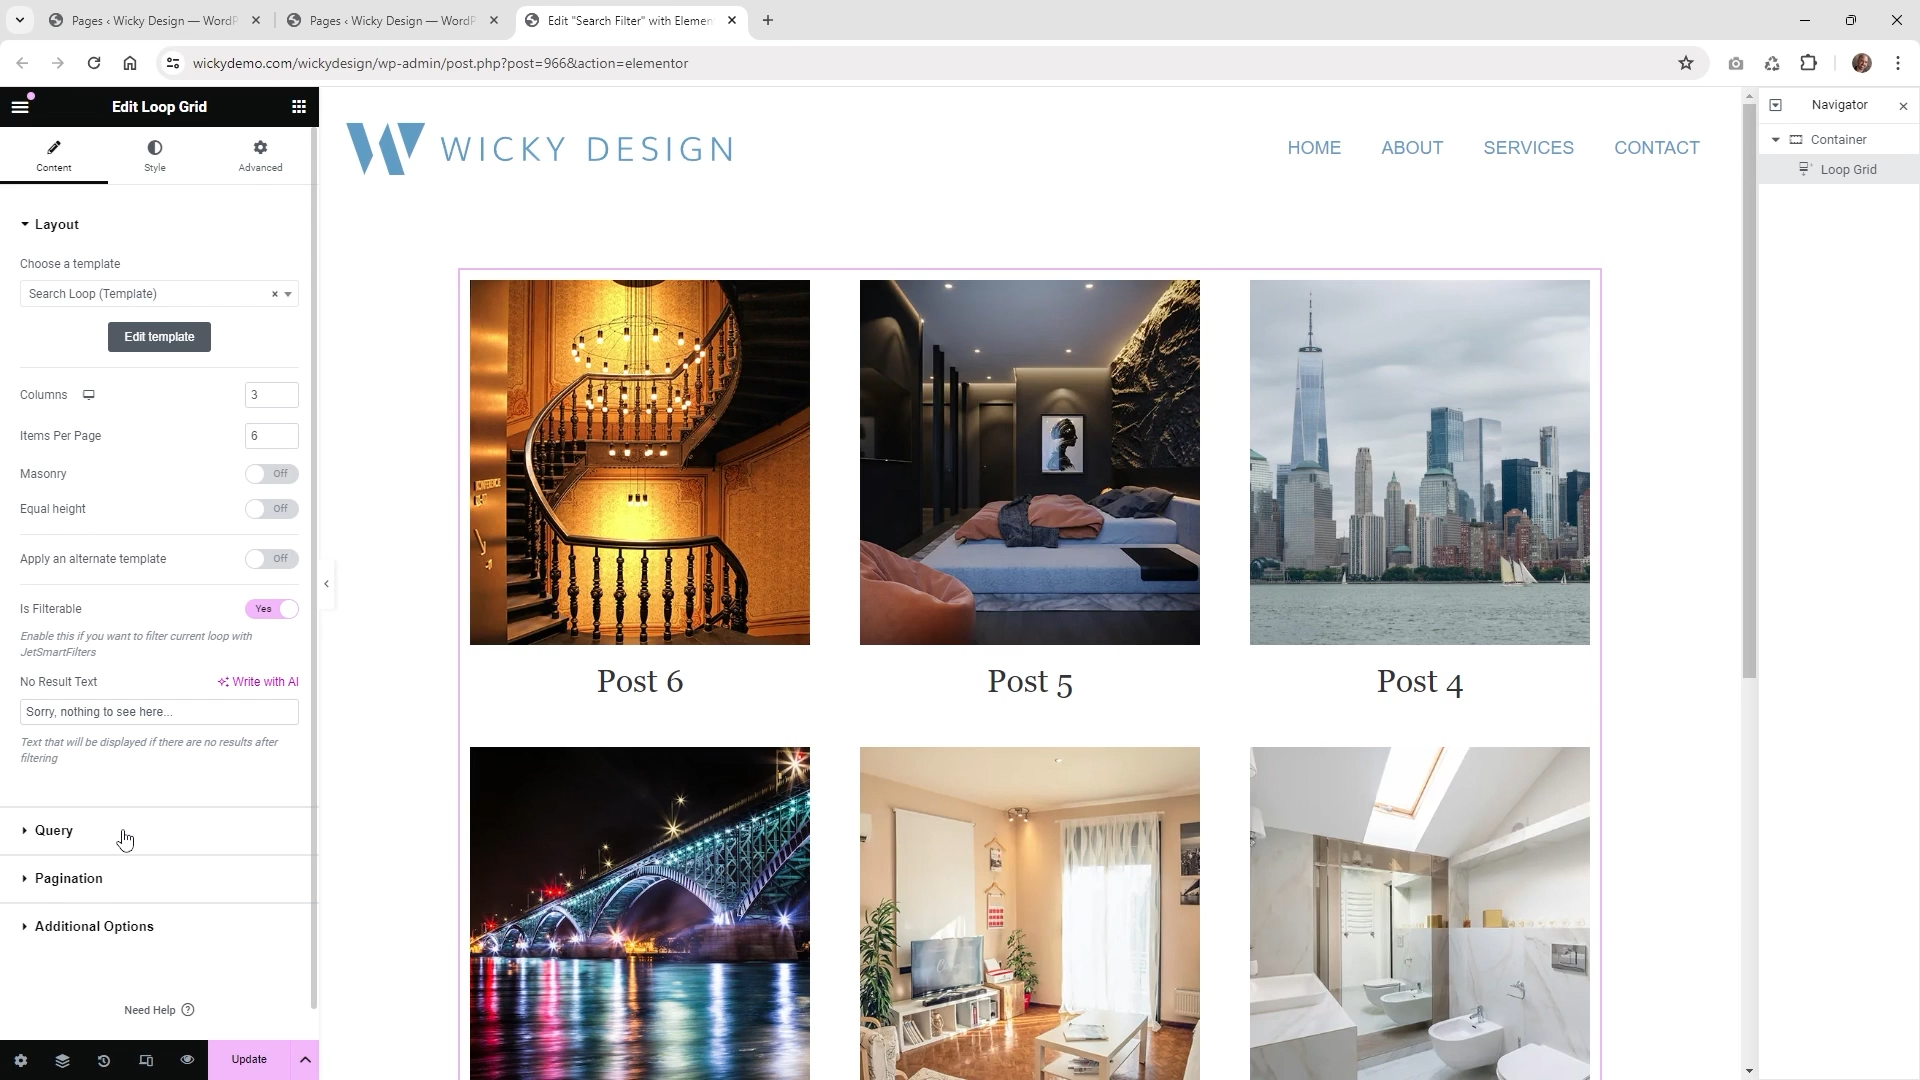 Pages ‹ Wicky Design — WordP
Pages ‹ Wicky Design — WordP
Edit "Search Filter" with Elemen
wickydemo.com/wickydesign/wp-admin/post.php?post=966&action=elementor
Edit Loop Grid
Content
Style
Advanced
Layout
Choose a template
Search Loop (Template)
Edit template
Columns
3
Items Per Page
6
Masonry
Off
Equal height
Off
Apply an alternate template
Off
Is Filterable
Yes
Enable this if you want to filter current loop with
JetSmartFilters
No Result Text
Write with AI
Sorry, nothing to see here...
Text that will be displayed if there are no results after
filtering
Query
Pagination
Additional Options
Need Help
Update
WICKY DESIGN
HOME
ABOUT
SERVICES
CONTACT
Post 6
Post 5
Post 4
Navigator
Container
Loop Grid